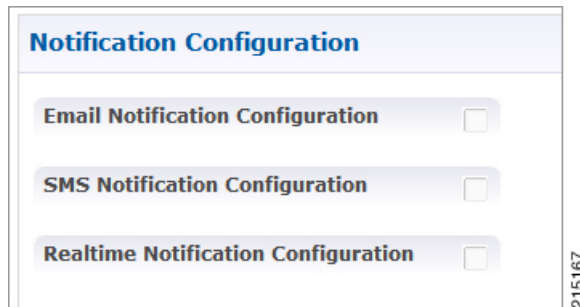 Notification Configuration
Email Notification Configuration
SMS Notification Configuration
Realtime Notification Configuration
215167